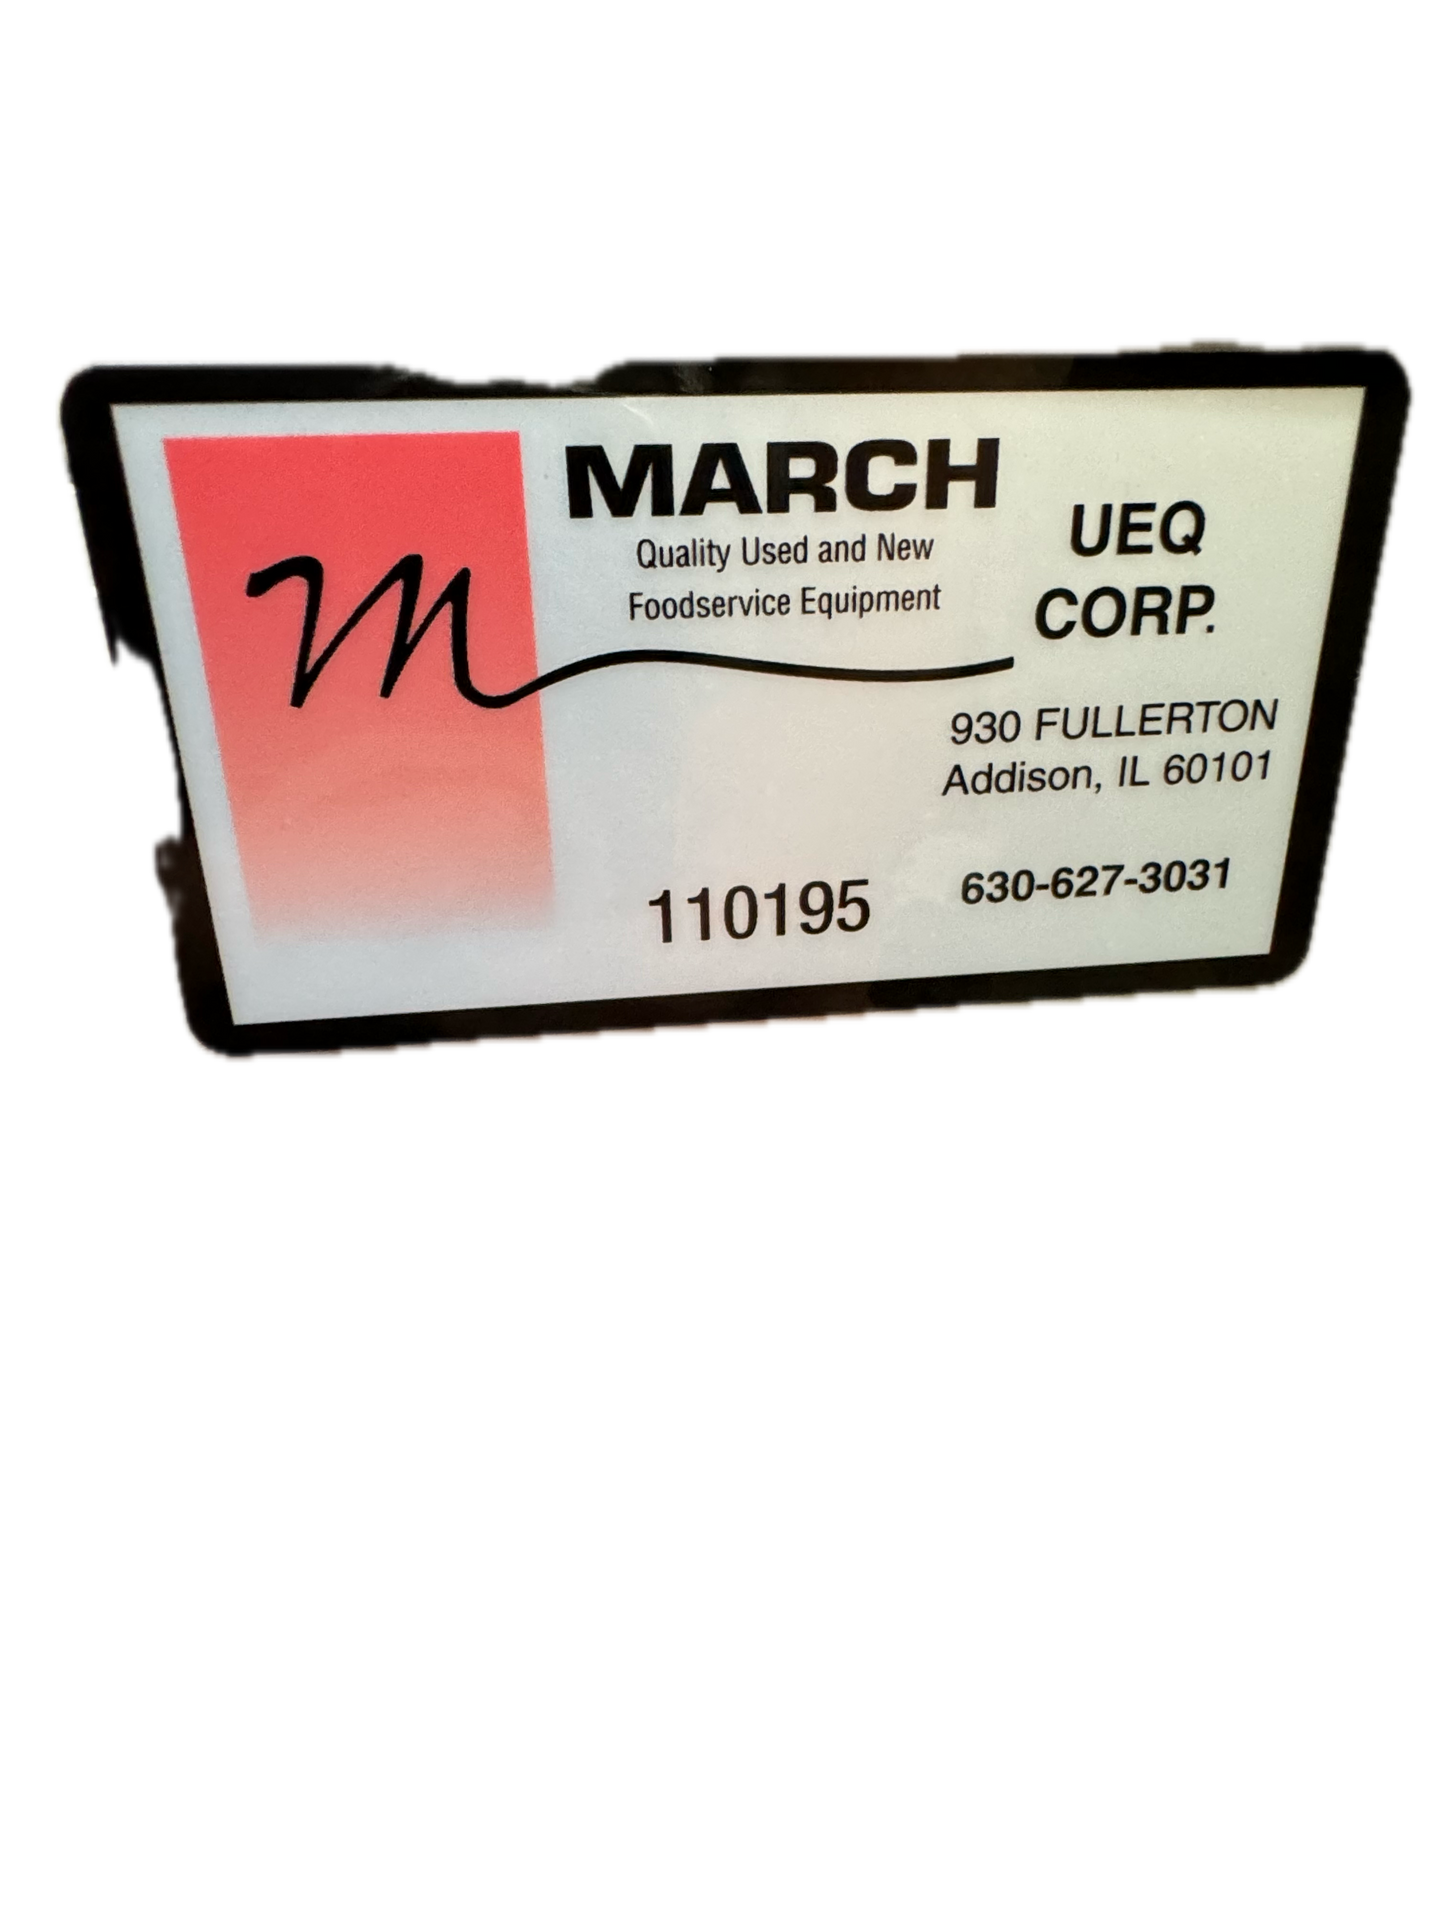 MARCH
Quality Used and New
Foodservice Equipment
m
UEQ
CORP.
930 FULLERTON
Addison, IL 60101
110195
630-627-3031